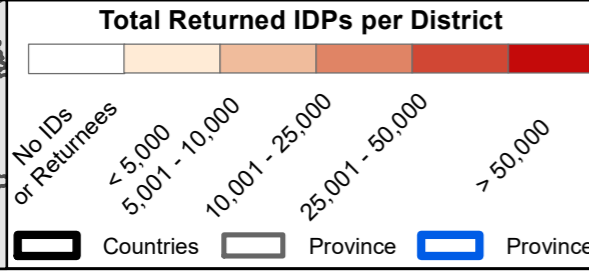 Total Returned IDPs per District
No IDs
or Returnees
< 5,000
5,001 - 10,000
10,001 - 25,000
25,001 - 50,000
> 50,000
Countries Province Province